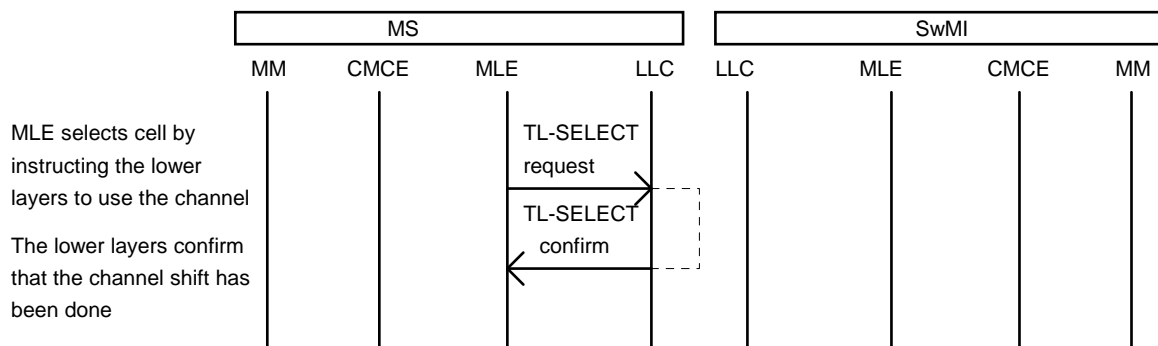 MS
SwMI
MM CMCE MLE LLC LLC MLE CMCE MM
MLE selects cell by
instructing the lower
layers to use the channel
TL-SELECT
request
TL-SELECT
confirm
The lower layers confirm
that the channel shift has
been done